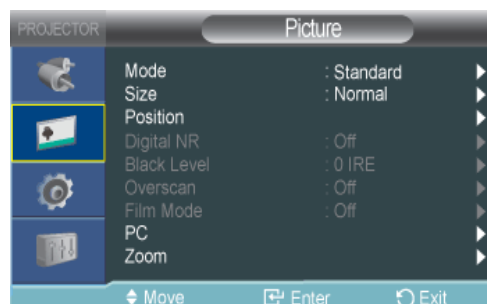 PROJECTOR Picture
Mode : Standard
Size : Normal
Position
Digital NR : Off
Black Level : 0 IRE
Overscan : Off
Film Mode : Off
PC
Zoom
Move Enter Exit